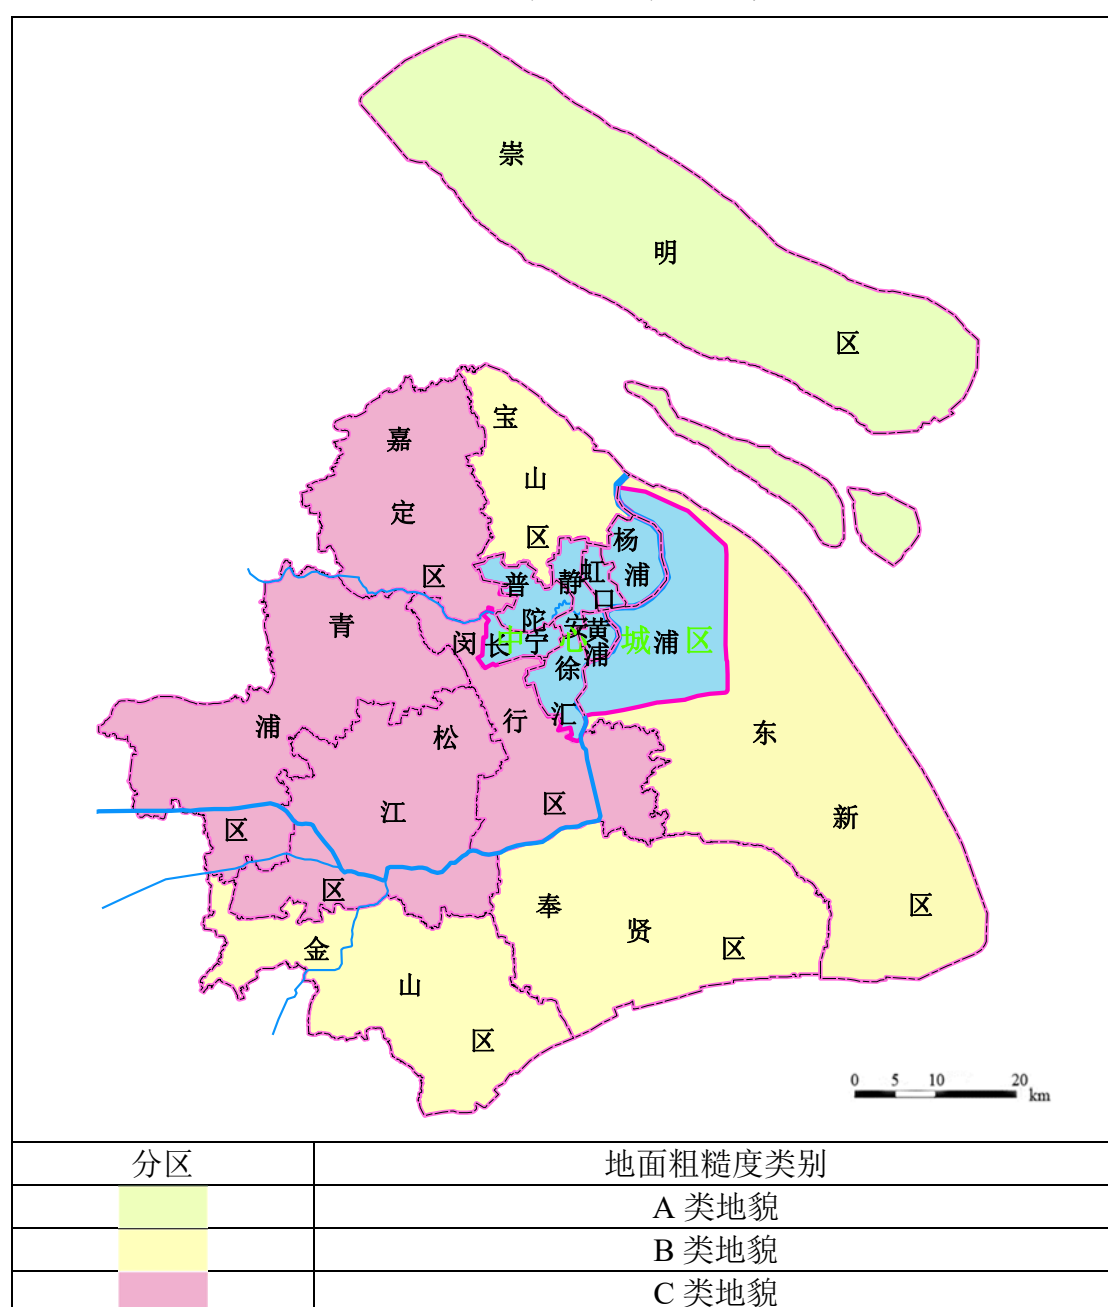 崇
明
区
宝
山
区
嘉
定
区
杨
浦
静
虹
口
普
陀
安
黄
浦
青
闵
长
宁
中心城区
浦
徐
汇
浦
松
行
东
江
区
新
区
区
奉
贤
区
区
金
山
区
0 5 10 20
km
分区 地面粗糙度类别
A 类地貌
B 类地貌
C 类地貌